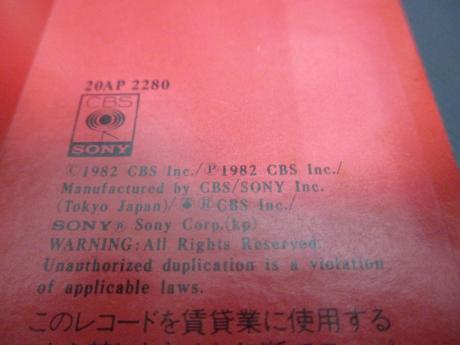 20AP 2280
CBS
SONY
©1982 CBS Inc./℗1982 CBS Inc./
Manufactured by CBS/SONY Inc.
(Tokyo Japan)/ ®CBS Inc./
SONY® Sony Corp.(kp)
WARNING:All Rights Reserved.
Unauthorized duplication is a violation
of applicable laws.
このレコードを賃貸業に使用する